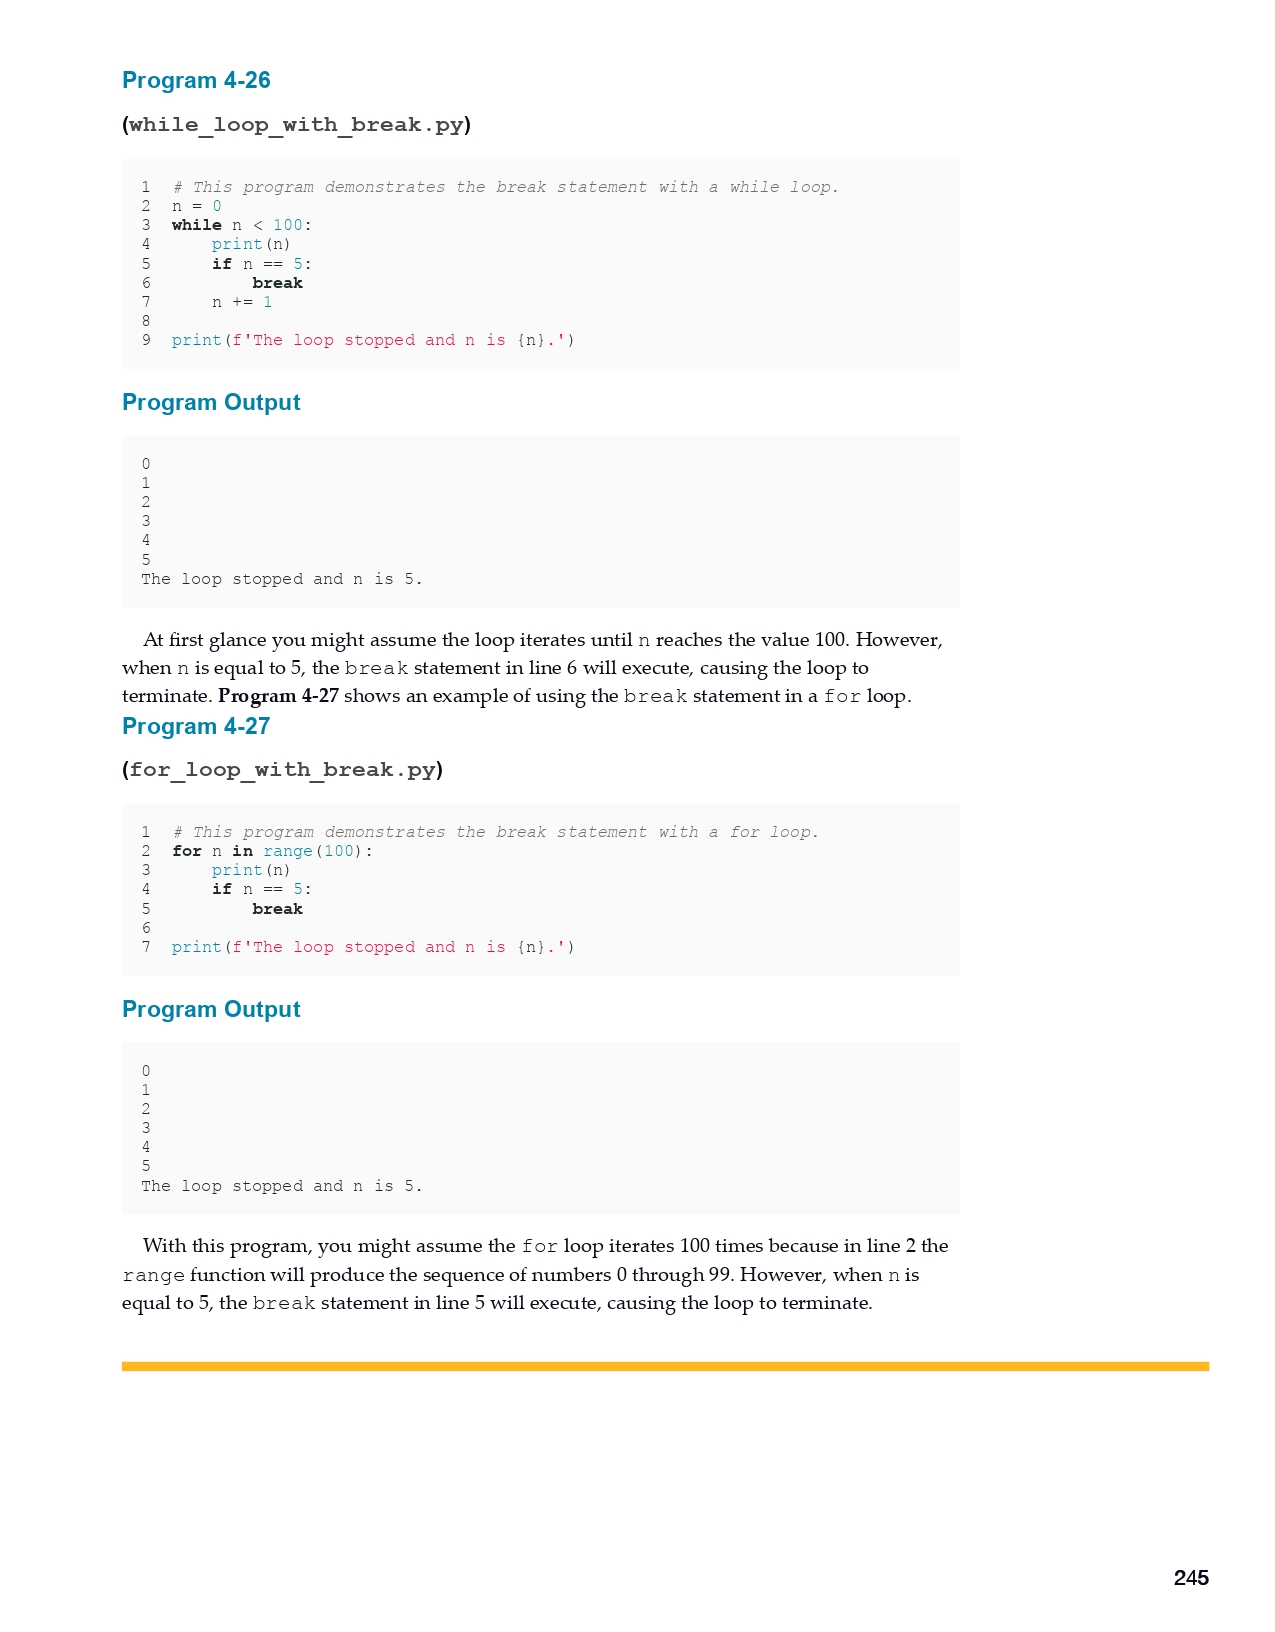 Program 4-26
(while_loop_with_break.py)
1  # This program demonstrates the break statement with a while loop.
2  n = 0
3  while n < 100:
4      print(n)
5      if n == 5:
6          break
7      n += 1
8
9  print(f'The loop stopped and n is {n}.')
Program Output
0
1
2
3
4
5
The loop stopped and n is 5.
At first glance you might assume the loop iterates until n reaches the value 100. However,
when n is equal to 5, the break statement in line 6 will execute, causing the loop to
terminate. Program 4-27 shows an example of using the break statement in a for loop.
Program 4-27
(for_loop_with_break.py)
1  # This program demonstrates the break statement with a for loop.
2  for n in range(100):
3      print(n)
4      if n == 5:
5          break
6
7  print(f'The loop stopped and n is {n}.')
Program Output
0
1
2
3
4
5
The loop stopped and n is 5.
With this program, you might assume the for loop iterates 100 times because in line 2 the
range function will produce the sequence of numbers 0 through 99. However, when n is
equal to 5, the break statement in line 5 will execute, causing the loop to terminate.
245